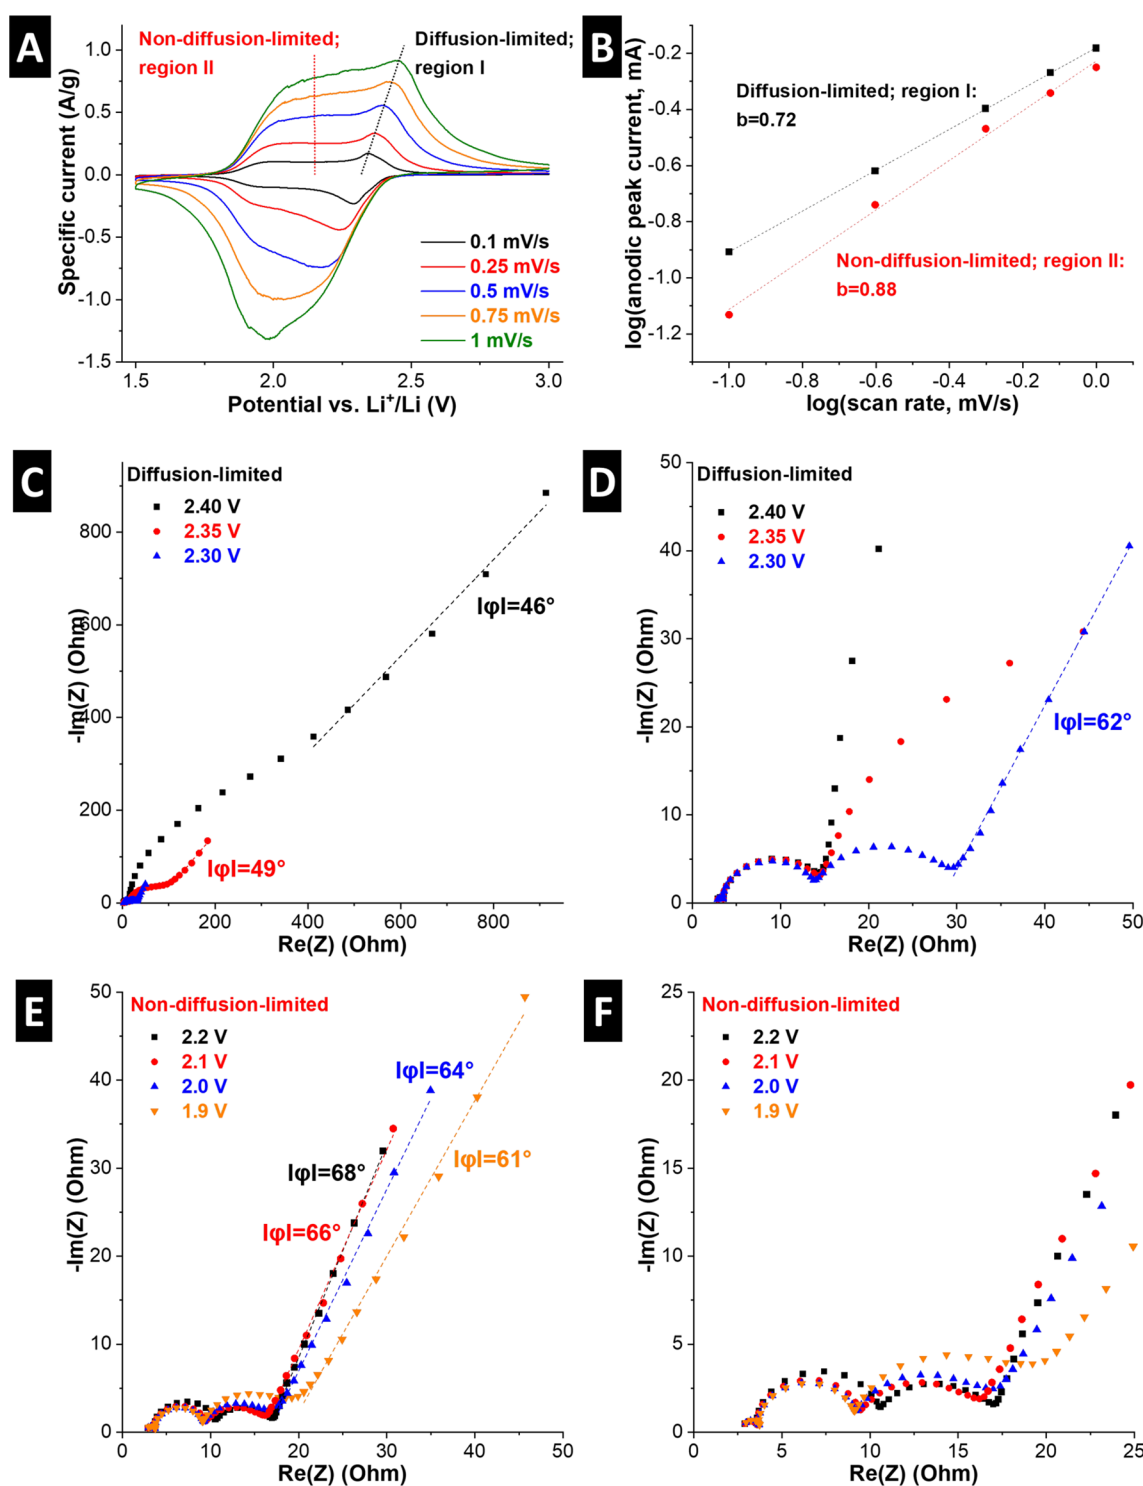 A
Non-diffusion-limited;
region II
Diffusion-limited;
region I
1.0
0.5
0.0
-0.5
-1.0
-1.5
Specific current (A/g)
0.1 mV/s
0.25 mV/s
0.5 mV/s
0.75 mV/s
1 mV/s
1.5 2.0 2.5 3.0
Potential vs. Li⁺/Li (V)
B
-0.2
-0.4
-0.6
-0.8
-1.0
-1.2
log(anodic peak current, mA)
Diffusion-limited; region I:
b=0.72
Non-diffusion-limited; region II:
b=0.88
-1.0 -0.8 -0.6 -0.4 -0.2 0.0
log(scan rate, mV/s)
C
Diffusion-limited
2.40 V
2.35 V
2.30 V
800
600
400
200
0
-Im(Z) (Ohm)
|φ|=46°
|φ|=49°
0 200 400 600 800
Re(Z) (Ohm)
D
50
40
30
20
10
0
-Im(Z) (Ohm)
Diffusion-limited
2.40 V
2.35 V
2.30 V
|φ|=62°
0 10 20 30 40 50
Re(Z) (Ohm)
E
50
40
30
20
10
0
-Im(Z) (Ohm)
Non-diffusion-limited
2.2 V
2.1 V
2.0 V
1.9 V
|φ|=64°
|φ|=61°
|φ|=68°
|φ|=66°
0 10 20 30 40 50
Re(Z) (Ohm)
F
25
20
15
10
5
0
-Im(Z) (Ohm)
Non-diffusion-limited
2.2 V
2.1 V
2.0 V
1.9 V
0 5 10 15 20 25
Re(Z) (Ohm)